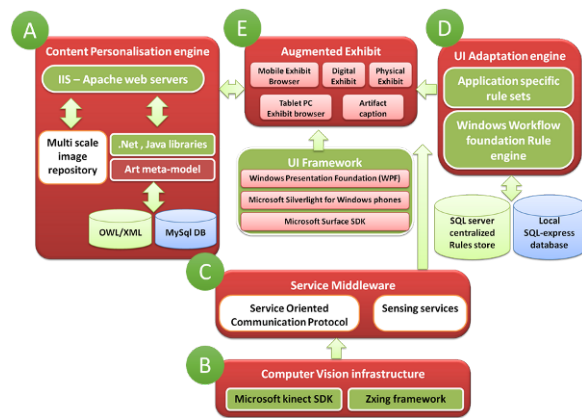 A
Content Personalisation engine
IIS – Apache web servers
Multi scale
image
repository
.Net , Java libraries
Art meta-model
OWL/XML
MySql DB
E
Augmented Exhibit
Mobile Exhibit
Browser
Digital
Exhibit
Physical
Exhibit
Tablet PC
Exhibit browser
Artifact
caption
UI Framework
Windows Presentation Foundation (WPF)
Microsoft Silverlight for Windows phones
Microsoft Surface SDK
D
UI Adaptation engine
Application specific
rule sets
Windows Workflow
foundation Rule
engine
SQL server
centralized
Rules store
Local
SQL-express
database
C
Service Middleware
Service Oriented
Communication Protocol
Sensing services
B
Computer Vision infrastructure
Microsoft kinect SDK
Zxing framework